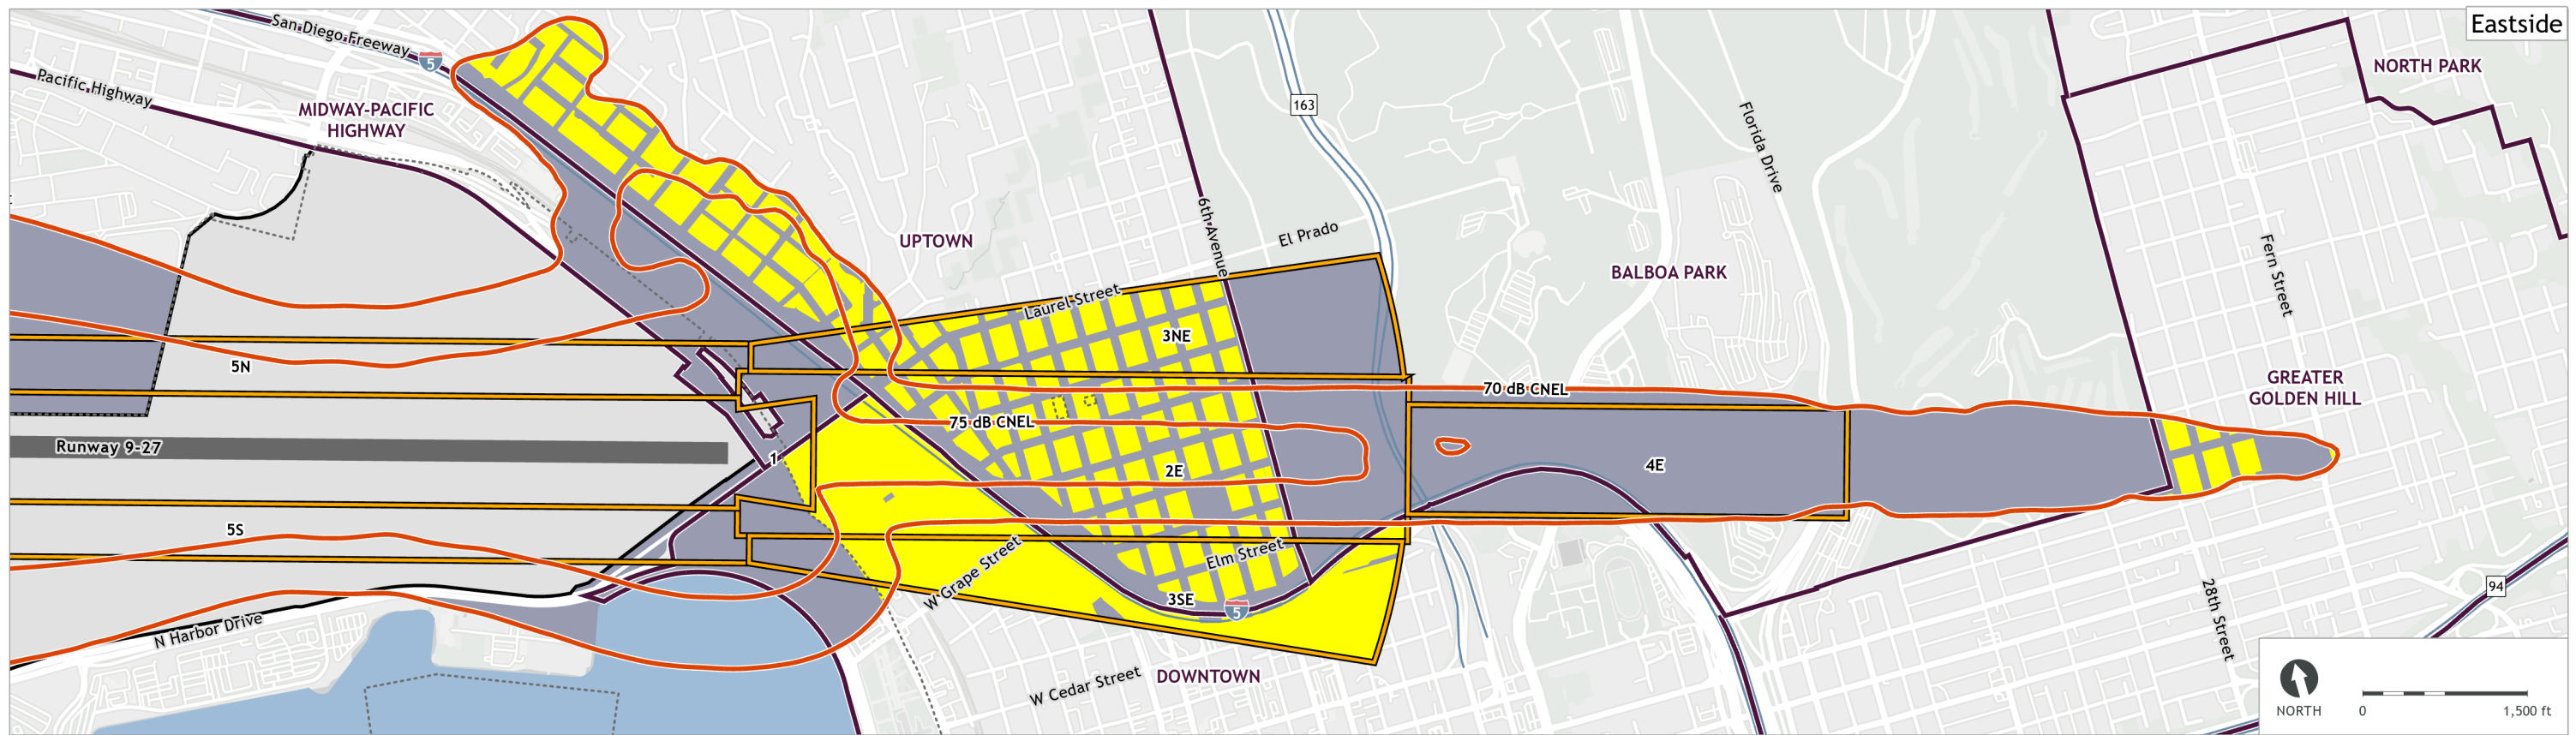 Eastside
San Diego Freeway
5
Pacific Highway
MIDWAY-PACIFIC
HIGHWAY
NORTH PARK
163
Florida Drive
6th Avenue
El Prado
UPTOWN
BALBOA PARK
Fern Street
Laurel Street
3NE
5N
70 dB CNEL
GREATER
GOLDEN HILL
75 dB CNEL
Runway 9-27
1
2E
4E
5S
Elm Street
W Grape Street
3SE
5
94
28th Street
N Harbor Drive
W Cedar Street
DOWNTOWN
NORTH
0
1,500 ft